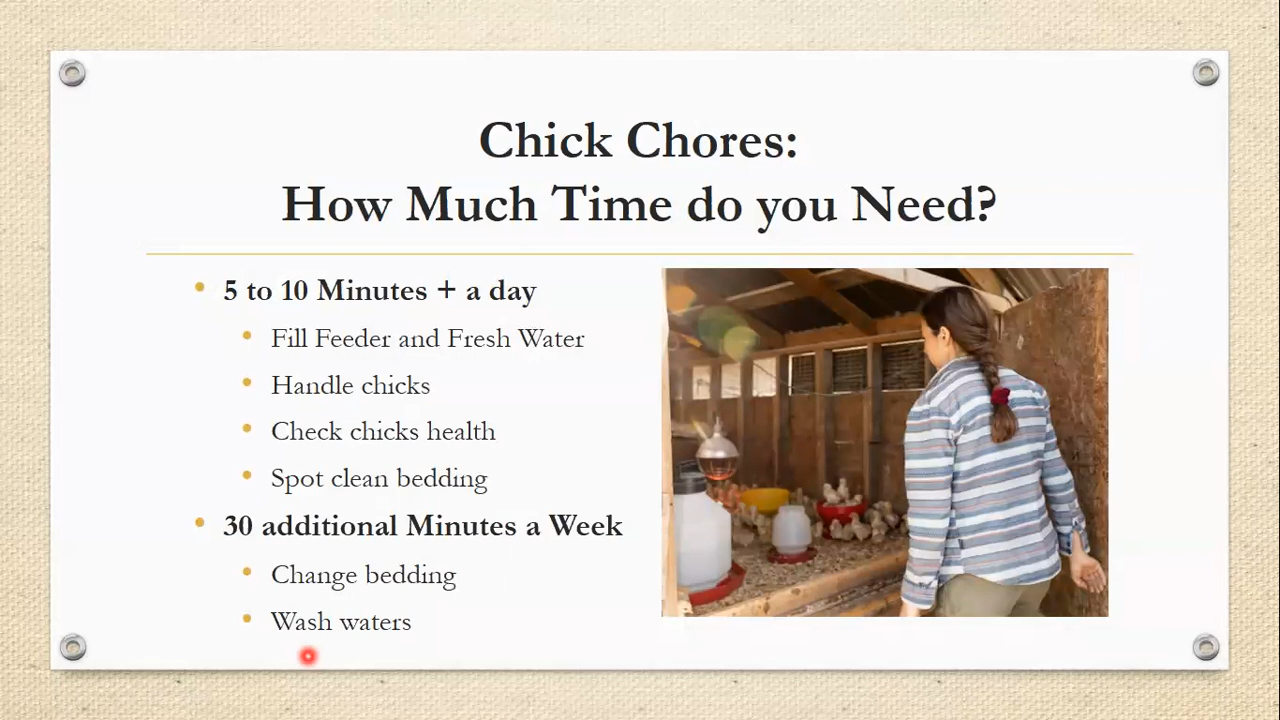 Chick Chores:
How Much Time do you Need?
5 to 10 Minutes + a day
Fill Feeder and Fresh Water
Handle chicks
Check chicks health
Spot clean bedding
30 additional Minutes a Week
Change bedding
Wash waters